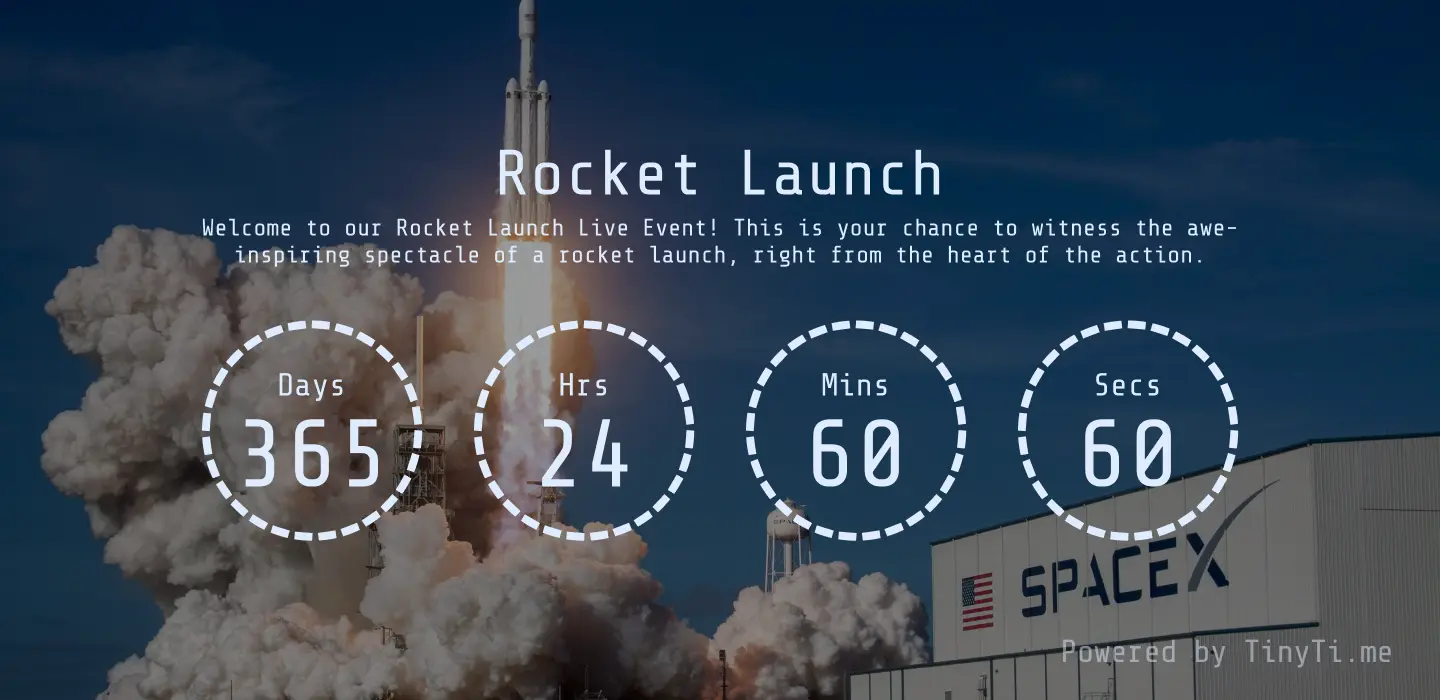 Rocket Launch
Welcome to our Rocket Launch Live Event! This is your chance to witness the awe-
inspiring spectacle of a rocket launch, right from the heart of the action.
Days
365
Hrs
24
Mins
60
Secs
60
SPACEX
Powered by TinyTi.me